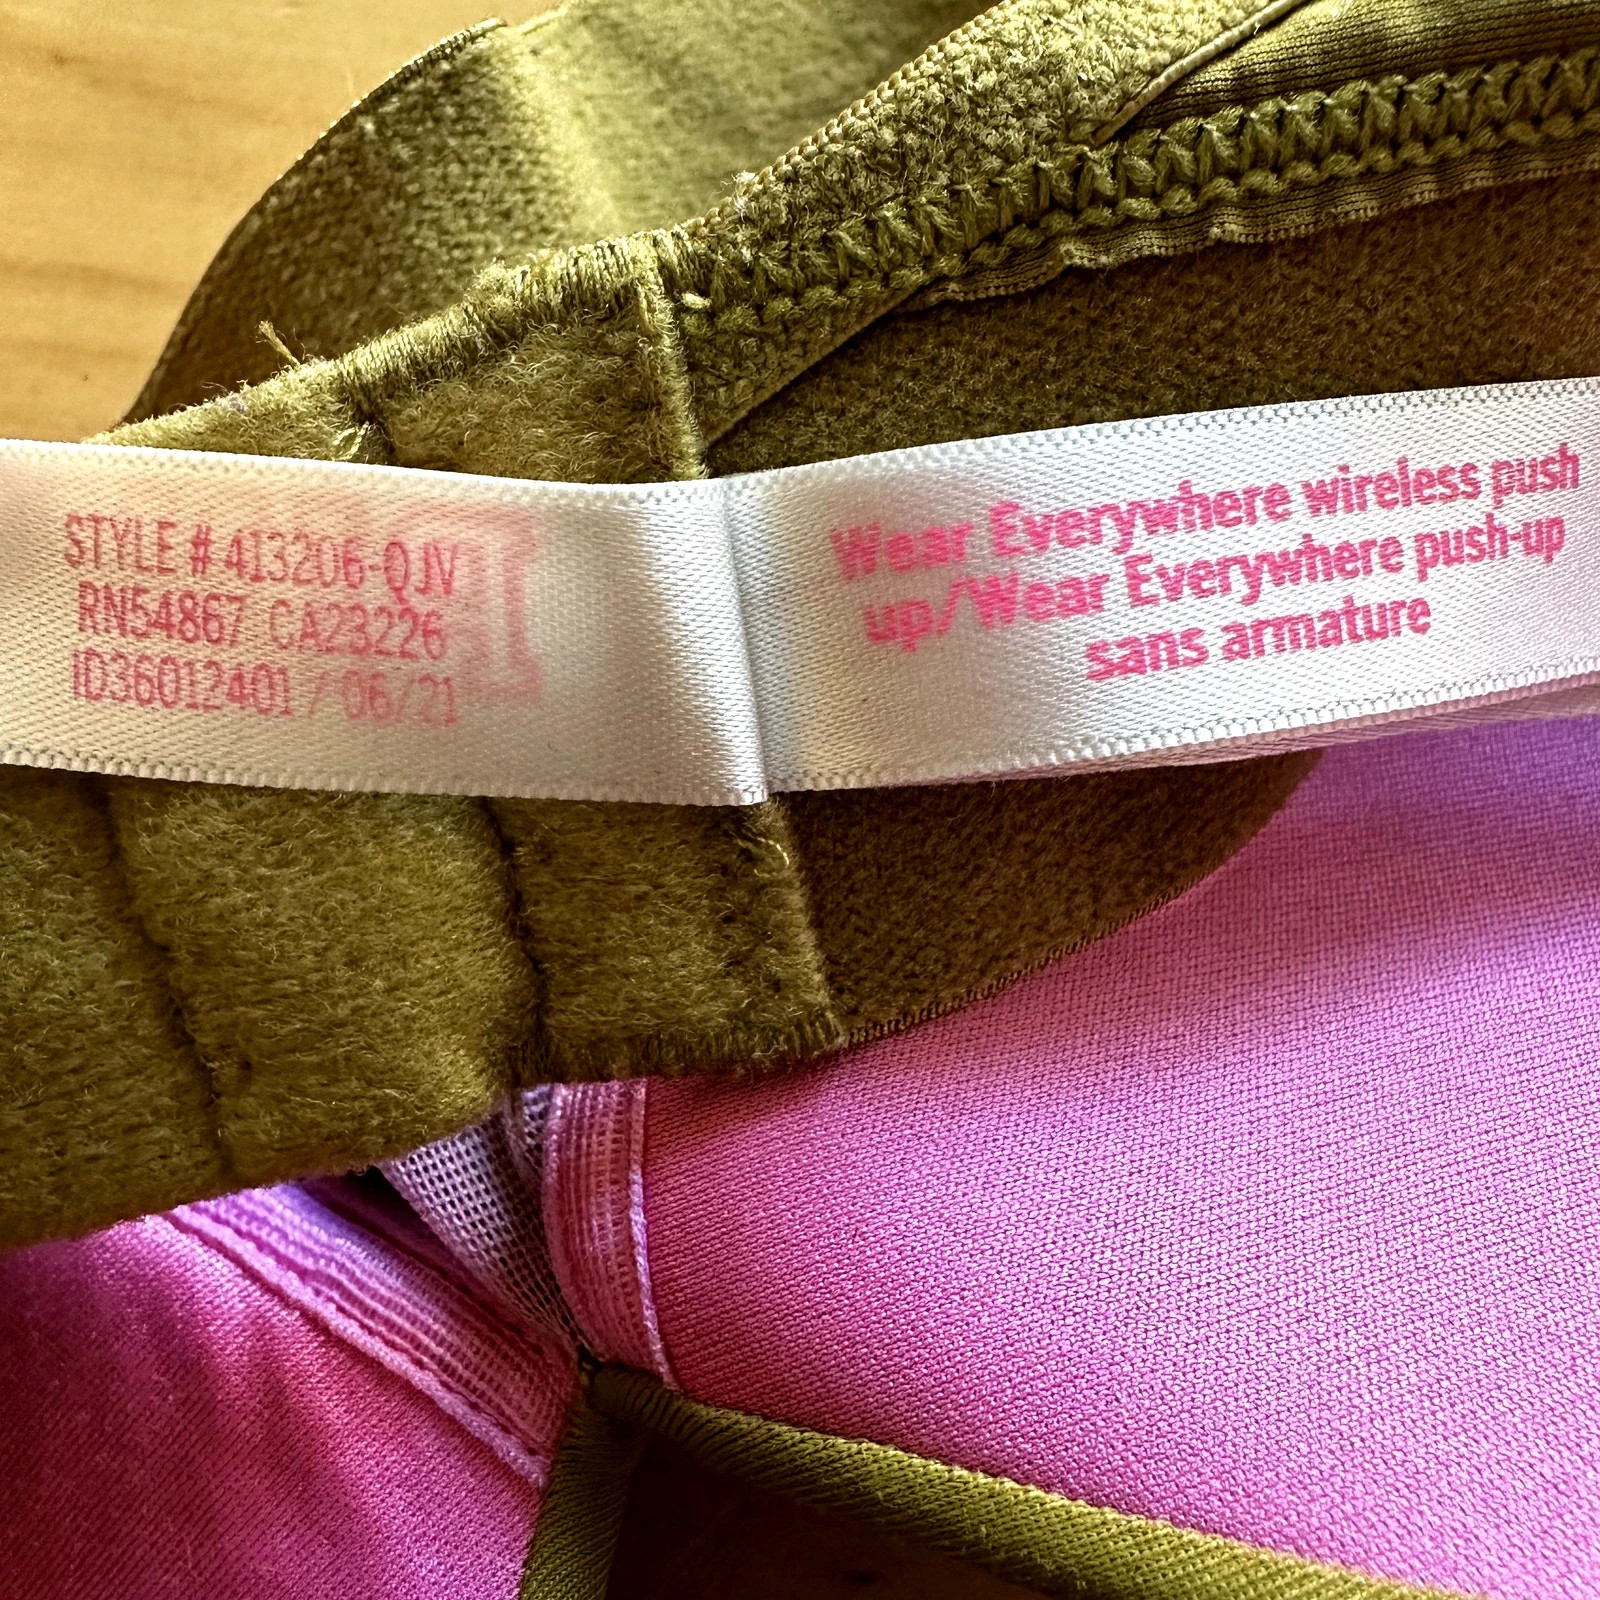 STYLE # 413206-QJV
RN54867 CA23226
ID36012401 / 06/21
Wear Everywhere wireless push
up/Wear Everywhere push-up
sans armature